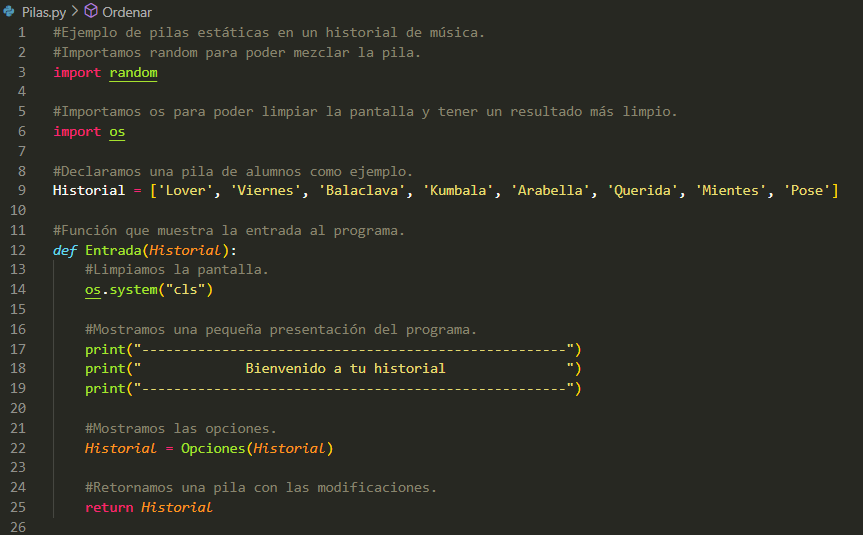 Pilas.py > Ordenar
1 #Ejemplo de pilas estáticas en un historial de música.
2 #Importamos random para poder mezclar la pila.
3 import random
4
5 #Importamos os para poder limpiar la pantalla y tener un resultado más limpio.
6 import os
7
8 #Declaramos una pila de alumnos como ejemplo.
9 Historial = ['Lover', 'Viernes', 'Balaclava', 'Kumbala', 'Arabella', 'Querida', 'Mientes', 'Pose']
10
11 #Función que muestra la entrada al programa.
12 def Entrada(Historial):
13     #Limpiamos la pantalla.
14     os.system("cls")
15
16     #Mostramos una pequeña presentación del programa.
17     print("-----------------------------------------------------")
18     print("             Bienvenido a tu historial               ")
19     print("-----------------------------------------------------")
20
21     #Mostramos las opciones.
22     Historial = Opciones(Historial)
23
24     #Retornamos una pila con las modificaciones.
25     return Historial
26